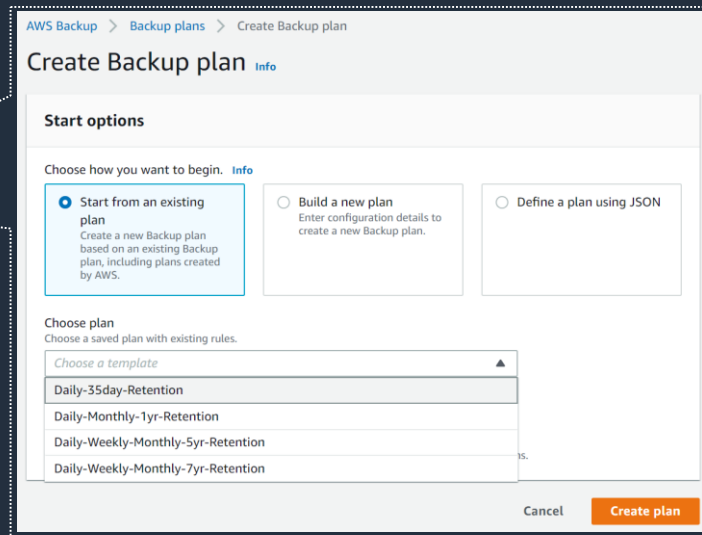 AWS Backup > Backup plans > Create Backup plan
Create Backup plan Info
Start options
Choose how you want to begin. Info
Start from an existing
plan
Create a new Backup plan
based on an existing Backup
plan, including plans created
by AWS.
Build a new plan
Enter configuration details to
create a new Backup plan.
Define a plan using JSON
Choose plan
Choose a saved plan with existing rules.
Choose a template
Daily-35day-Retention
Daily-Monthly-1yr-Retention
Daily-Weekly-Monthly-5yr-Retention
Daily-Weekly-Monthly-7yr-Retention
Cancel
Create plan